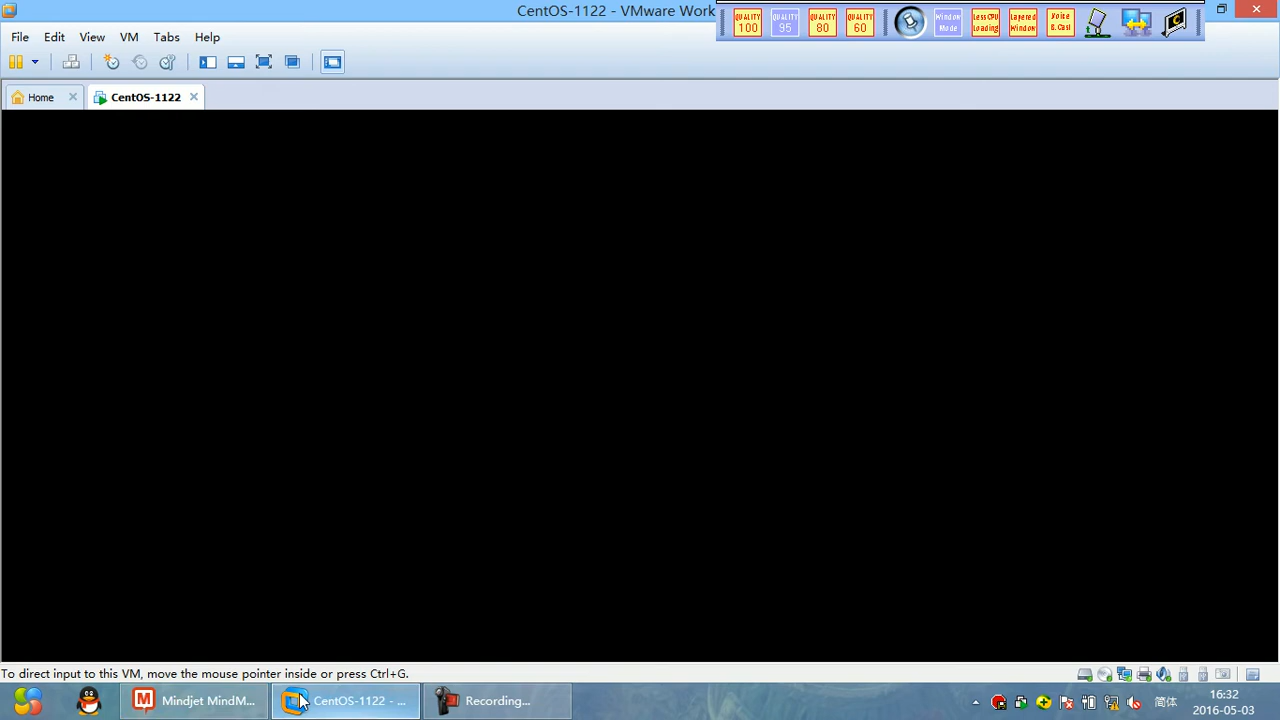 CentOS-1122 - VMware Work
QUALITY 100
QUALITY 95
QUALITY 80
QUALITY 60
Window Mode
Less CPU Loading
Layered Window
Voice B.Cast
File Edit View VM Tabs Help
Home
CentOS-1122
To direct input to this VM, move the mouse pointer inside or press Ctrl+G.
Mindjet MindM...
CentOS-1122 - ...
Recording...
简体
16:32
2016-05-03